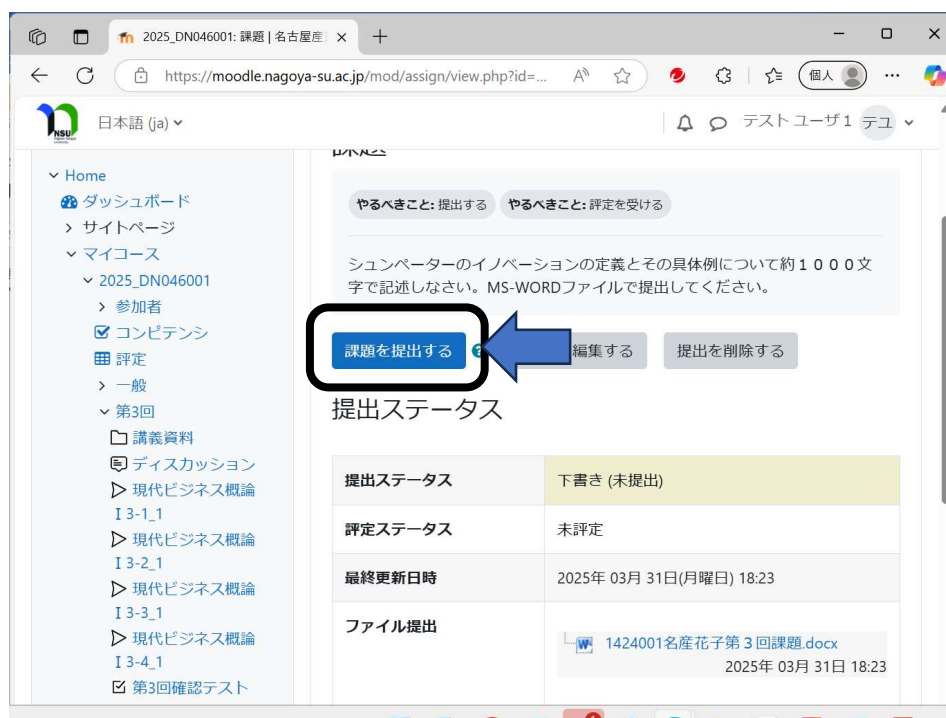 2025_DN046001: 課題 | 名古屋産
https://moodle.nagoya-su.ac.jp/mod/assign/view.php?id=...
個人
NSU
日本語 (ja)
テスト ユーザ 1 テユ
課題
Home
ダッシュボード
サイトページ
マイコース
2025_DN046001
参加者
コンピテンシ
評定
一般
第3回
講義資料
ディスカッション
現代ビジネス概論
I 3-1_1
現代ビジネス概論
I 3-2_1
現代ビジネス概論
I 3-3_1
現代ビジネス概論
I 3-4_1
第3回確認テスト
やるべきこと: 提出する やるべきこと: 評定を受ける
シュンペーターのイノベーションの定義とその具体例について約1000文
字で記述しなさい。MS-WORDファイルで提出してください。
課題を提出する 編集する 提出を削除する
提出ステータス
提出ステータス 下書き (未提出)
評定ステータス 未評定
最終更新日時 2025年 03月 31日(月曜日) 18:23
ファイル提出 1424001名産花子第3回課題.docx
2025年 03月 31日 18:23